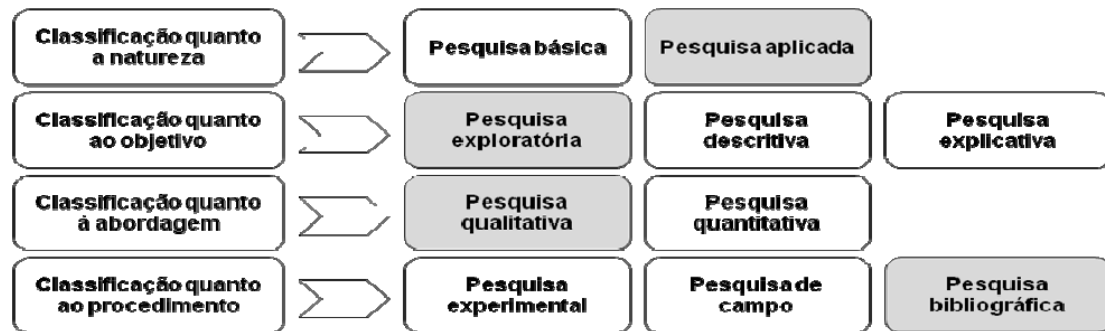 Classificação quanto
a natureza
Pesquisa básica
Pesquisa aplicada
Classificação quanto
ao objetivo
Pesquisa
exploratória
Pesquisa
descritiva
Pesquisa
explicativa
Classificação quanto
à abordagem
Pesquisa
qualitativa
Pesquisa
quantitativa
Classificação quanto
ao procedimento
Pesquisa
experimental
Pesquisa de
campo
Pesquisa
bibliográfica